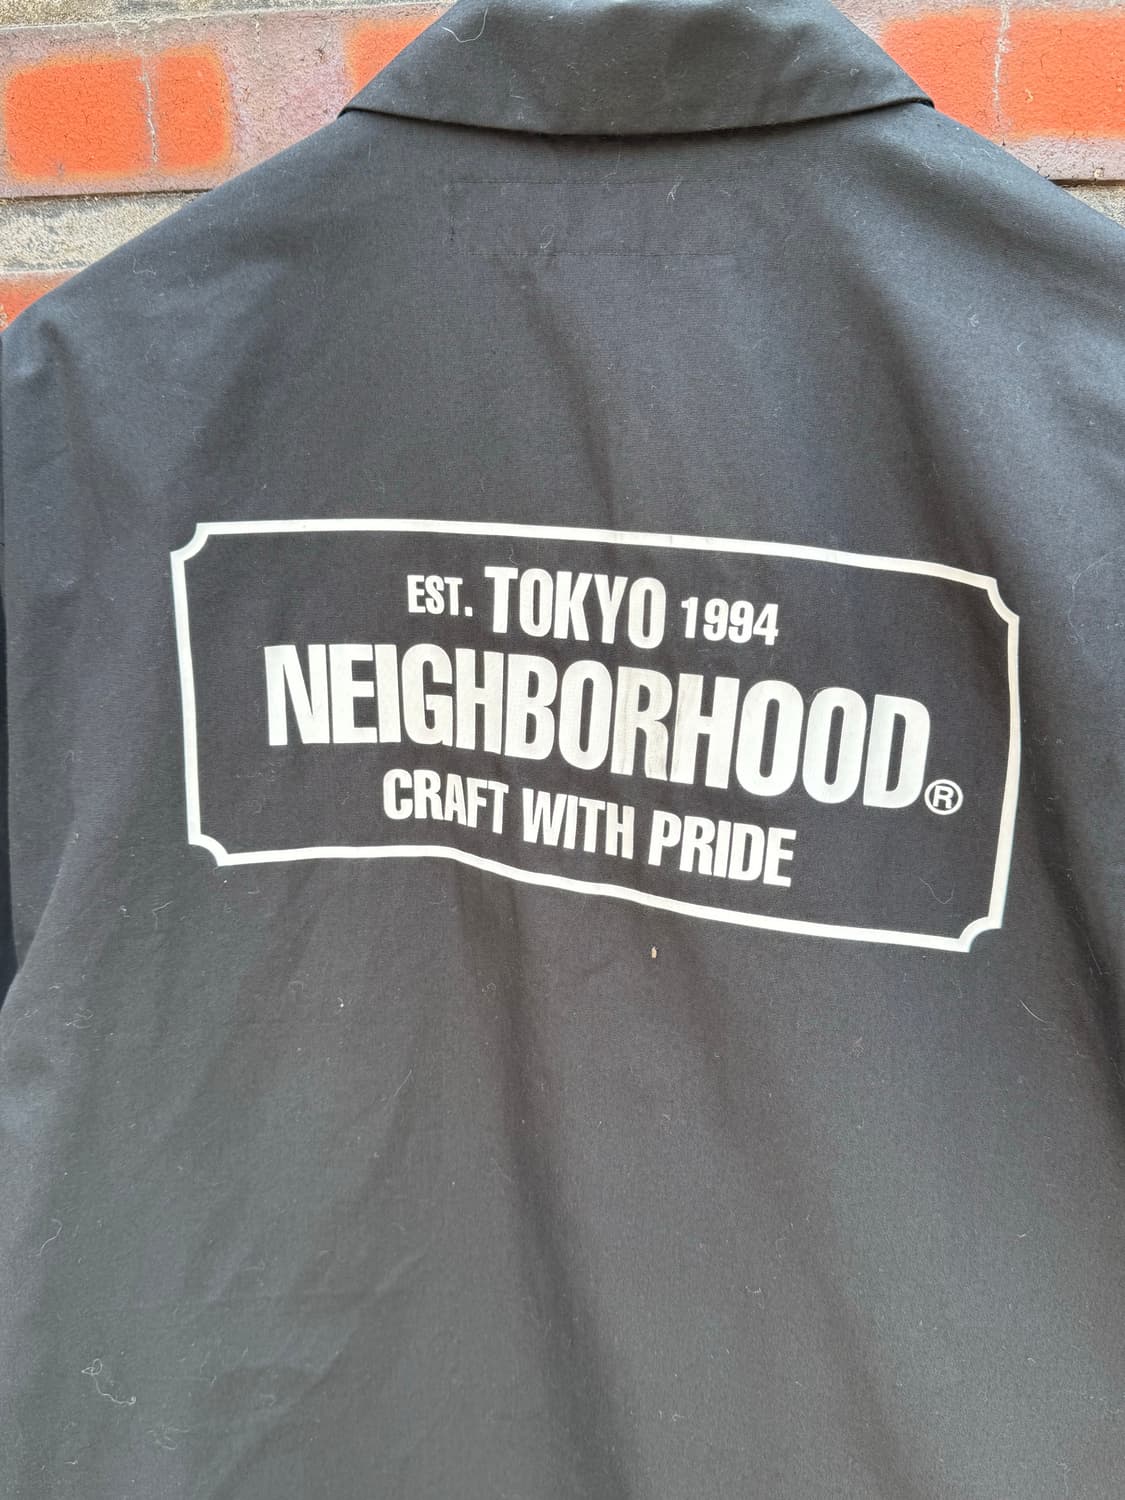 EST. TOKYO 1994
NEIGHBORHOOD®
CRAFT WITH PRIDE